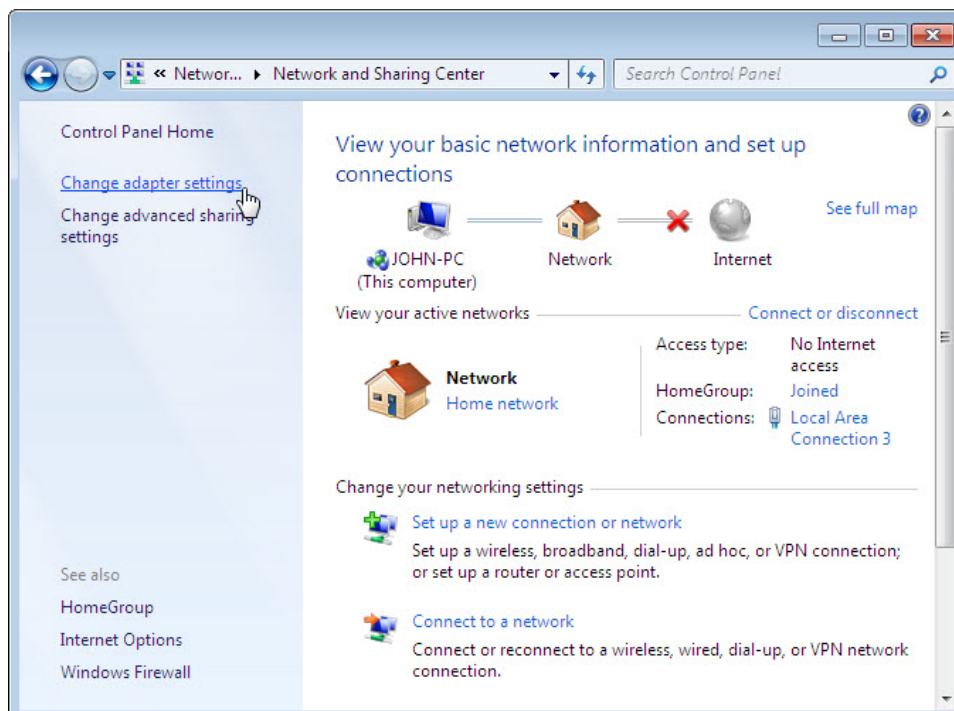 « Networ... ▸ Network and Sharing Center
Search Control Panel
Control Panel Home
Change adapter settings
Change advanced sharing
settings
See also
HomeGroup
Internet Options
Windows Firewall
View your basic network information and set up
connections
See full map
JOHN-PC
(This computer)
Network
Internet
View your active networks
Connect or disconnect
Network
Home network
Access type: No Internet
access
HomeGroup: Joined
Connections: Local Area
Connection 3
Change your networking settings
Set up a new connection or network
Set up a wireless, broadband, dial-up, ad hoc, or VPN connection;
or set up a router or access point.
Connect to a network
Connect or reconnect to a wireless, wired, dial-up, or VPN network
connection.